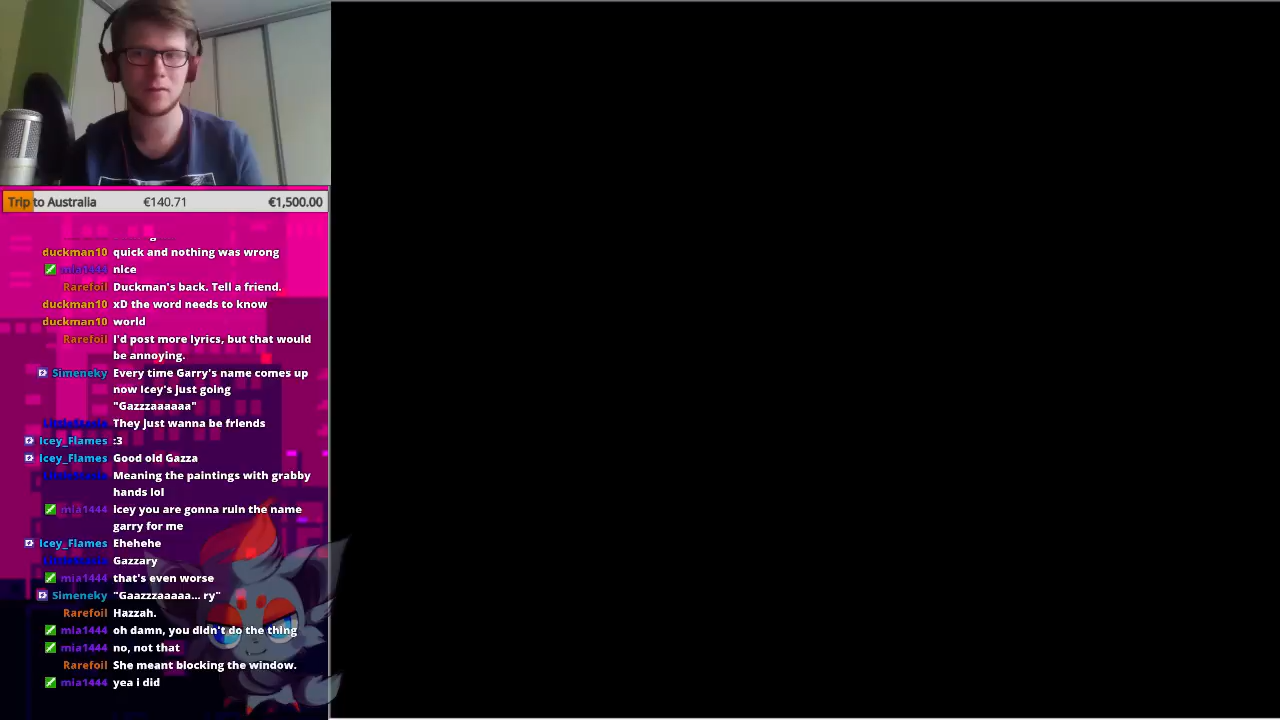 Trip to Australia €140.71 €1,500.00
duckman10 quick and nothing was wrong
mia1444 nice
Rarefoil Duckman's back. Tell a friend.
duckman10 xD the word needs to know
duckman10 world
Rarefoil I'd post more lyrics, but that would
be annoying.
Simeneky Every time Garry's name comes up
now Icey's just going
"Gazzzaaaaaa"
They just wanna be friends
Icey_Flames :3
Icey_Flames Good old Gazza
Meaning the paintings with grabby
hands lol
mia1444 Icey you are gonna ruin the name
garry for me
Icey_Flames Ehehehe
Gazzary
mia1444 that's even worse
Simeneky "Gaazzzaaaaa... ry"
Rarefoil Hazzah.
mia1444 oh damn, you didn't do the thing
mia1444 no, not that
Rarefoil She meant blocking the window.
mia1444 yea i did